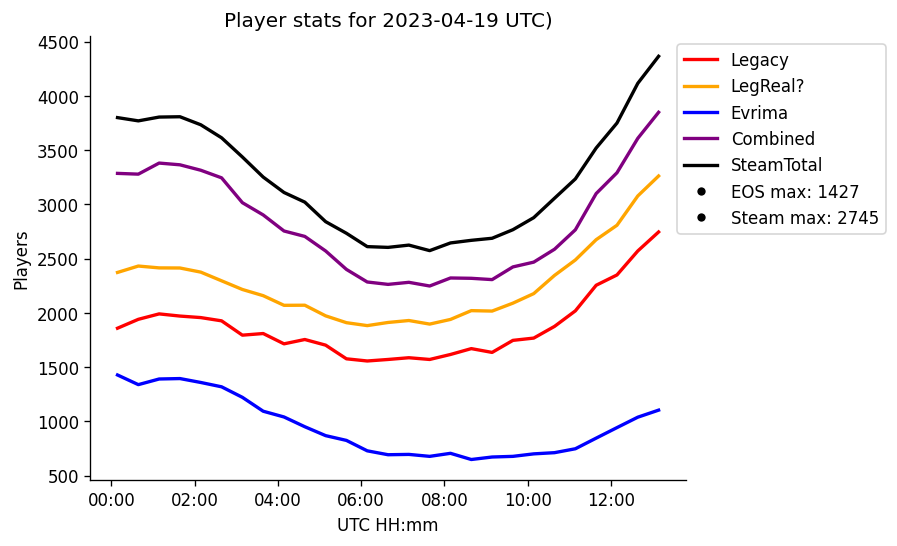 Player stats for 2023-04-19 UTC)
4500
4000
3500
3000
2500
2000
1500
1000
500
Players
00:00
02:00
04:00
06:00
08:00
10:00
12:00
UTC HH:mm
Legacy
LegReal?
Evrima
Combined
SteamTotal
EOS max: 1427
Steam max: 2745